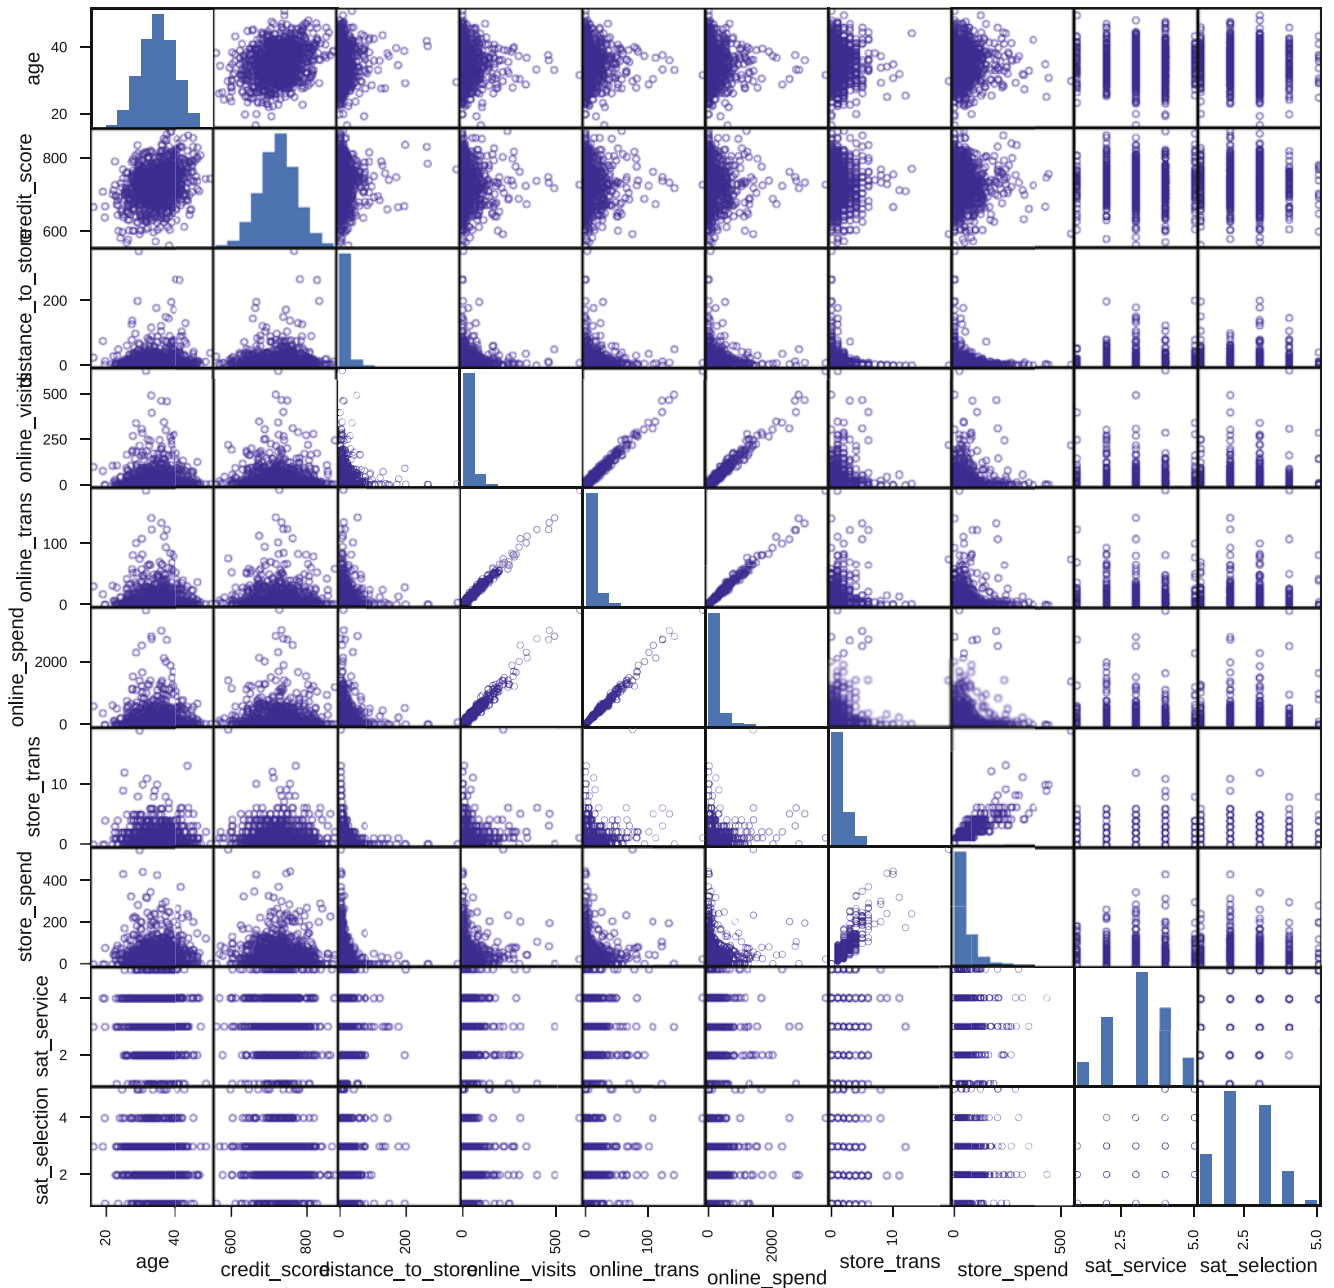 age
40
20
credit_score
800
600
distance_to_store
200
0
online_visits
500
250
0
online_trans
100
0
online_spend
2000
0
store_trans
10
0
store_spend
400
200
0
sat_service
4
2
sat_selection
4
2
20 40 600 800 0 200 0 500 0 100 0 2000 0 10 0 500 2.5 5.0 2.5 5.0
age credit_score distance_to_store online_visits online_trans online_spend store_trans store_spend sat_service sat_selection